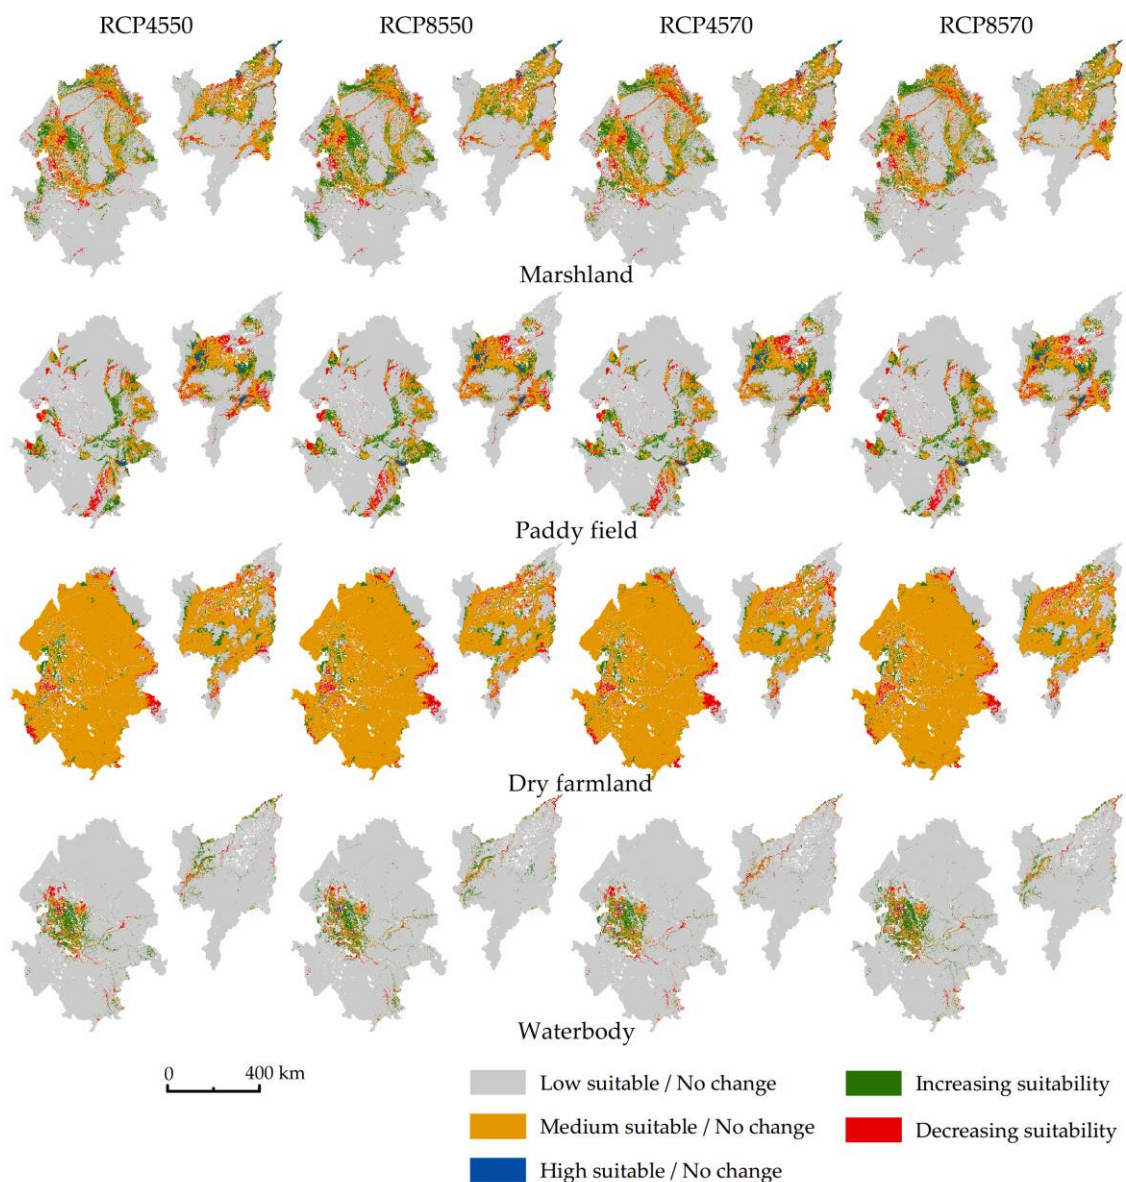 RCP4550 RCP8550 RCP4570 RCP8570
Marshland
Paddy field
Dry farmland
Waterbody
0 400 km
Low suitable / No change
Medium suitable / No change
High suitable / No change
Increasing suitability
Decreasing suitability